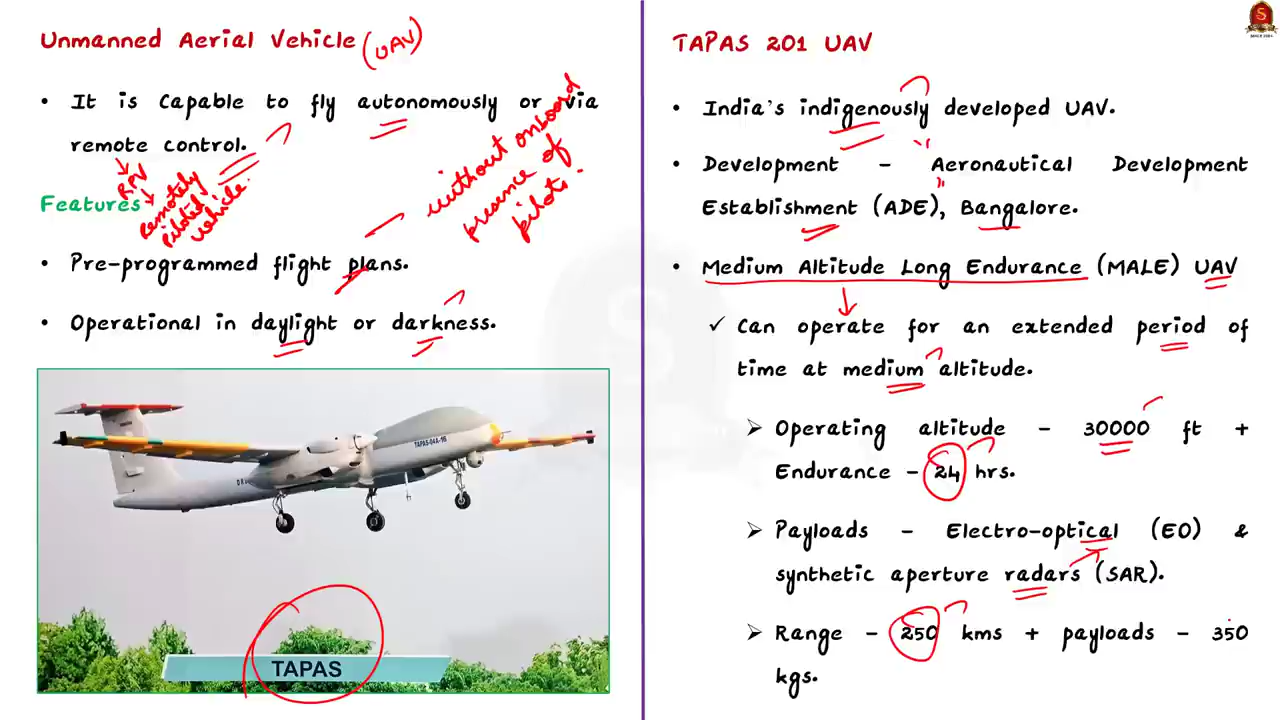 Unmanned Aerial Vehicle (UAV)
• It is Capable to fly autonomously or via
remote control.
RPV
Remotely
piloted
vehicle.
without onboard
presence of
pilots.
Features
• Pre-programmed flight plans.
• Operational in daylight or darkness.
TAPAS-04A-16
TAPAS
TAPAS 201 UAV
• India's indigenously developed UAV.
• Development - Aeronautical Development
Establishment (ADE), Bangalore.
• Medium Altitude Long Endurance (MALE) UAV
✓ Can operate for an extended period of
time at medium altitude.
➢ Operating altitude - 30000 ft +
Endurance - 24 hrs.
➢ Payloads - Electro-optical (EO) &
synthetic aperture radars (SAR).
➢ Range - 250 kms + payloads - 350
kgs.
S